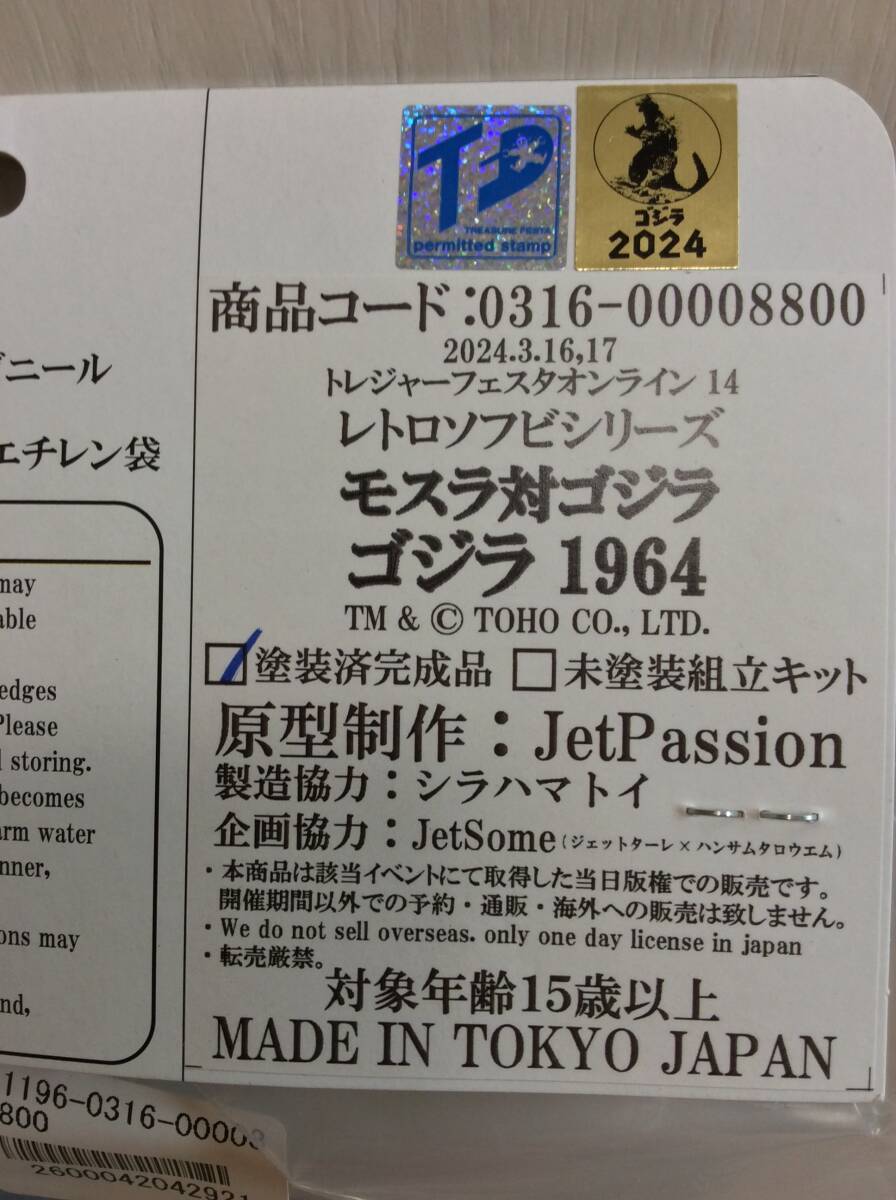 ニール
エチレン袋
may
able
edges
Please
storing.
becomes
arm water
nner,
ons may
nd,
TREASURE FESTA
permitted stamp
ゴジラ
2024
商品コード:0316-00008800
2024.3.16,17
トレジャーフェスタオンライン 14
レトロソフビシリーズ
モスラ対ゴジラ
ゴジラ 1964
TM & © TOHO CO., LTD.
塗装済完成品 □未塗装組立キット
原型制作:JetPassion
製造協力:シラハマトイ
企画協力:JetSome(ジェットターレ×ハンサムタロウエム)
・本商品は該当イベントにて取得した当日版権での販売です。
開催期間以外での予約・通販・海外への販売は致しません。
・We do not sell overseas. only one day license in japan
・転売厳禁。
対象年齢15歳以上
MADE IN TOKYO JAPAN
1196-0316-0000
800
2600042042921